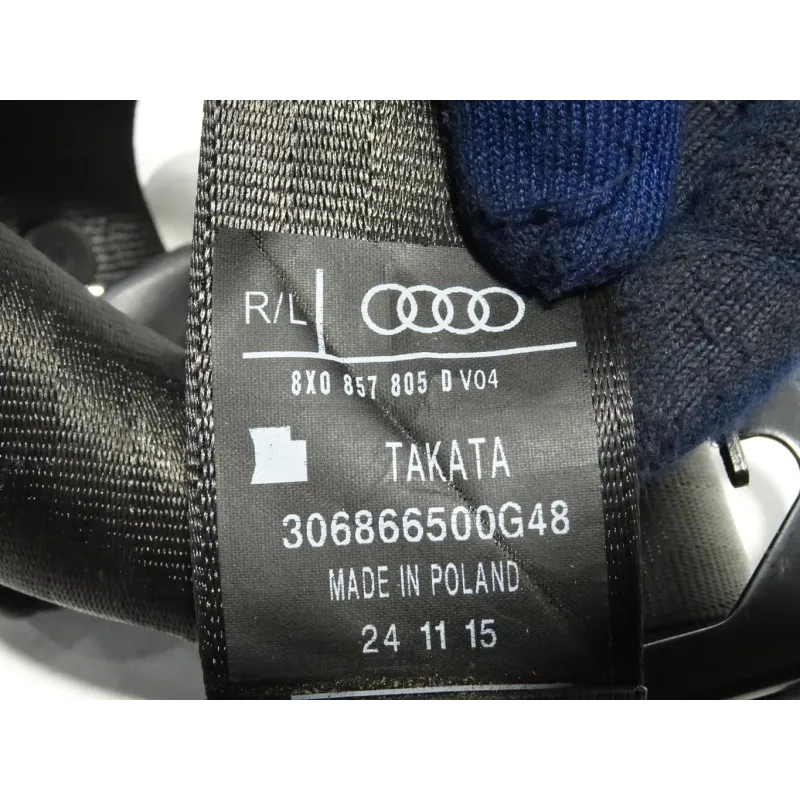 R/L
8X0 857 805 D V04
TAKATA
306866500G48
MADE IN POLAND
24 11 15